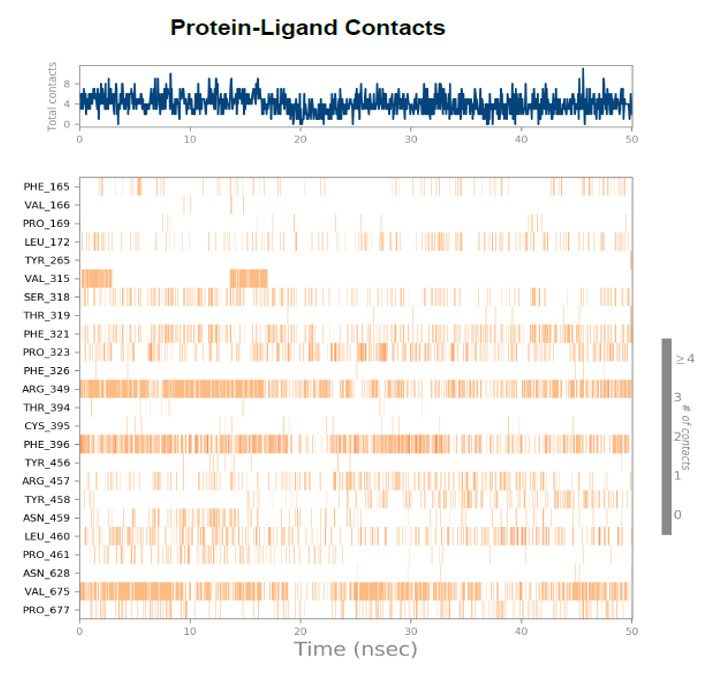 Protein-Ligand Contacts
Total contacts
8
4
0
0 10 20 30 40 50
PHE_165
VAL_166
PRO_169
LEU_172
TYR_265
VAL_315
SER_318
THR_319
PHE_321
PRO_323
PHE_326
ARG_349
THR_394
CYS_395
PHE_396
TYR_456
ARG_457
TYR_458
ASN_459
LEU_460
PRO_461
ASN_628
VAL_675
PRO_677
0 10 20 30 40 50
Time (nsec)
≥4
3
2
1
0
# of contacts